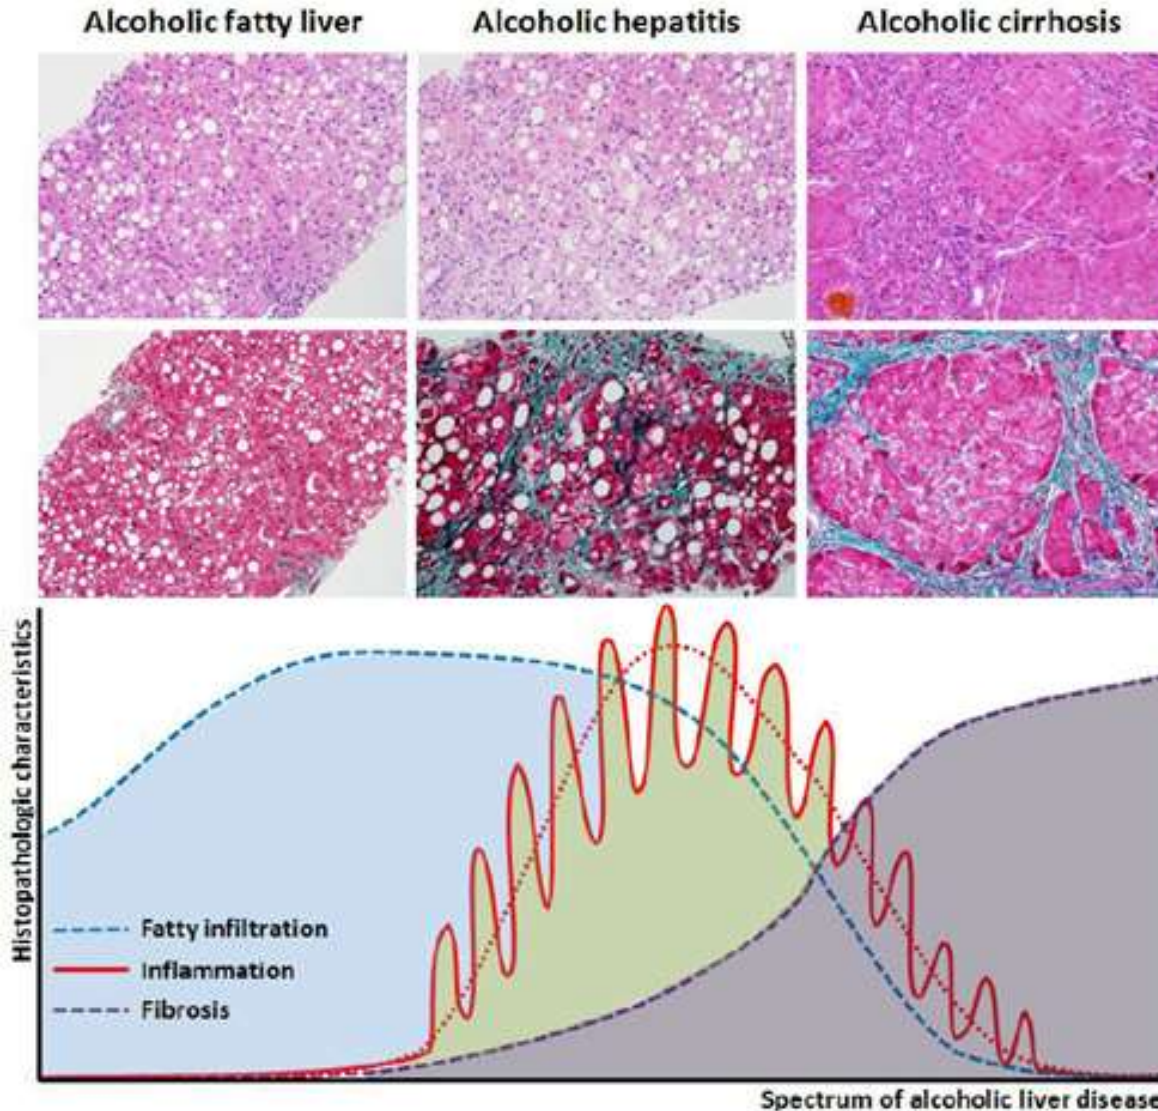 Alcoholic fatty liver
Alcoholic hepatitis
Alcoholic cirrhosis
Histopathologic characteristics
Fatty infiltration
Inflammation
Fibrosis
Spectrum of alcoholic liver disease